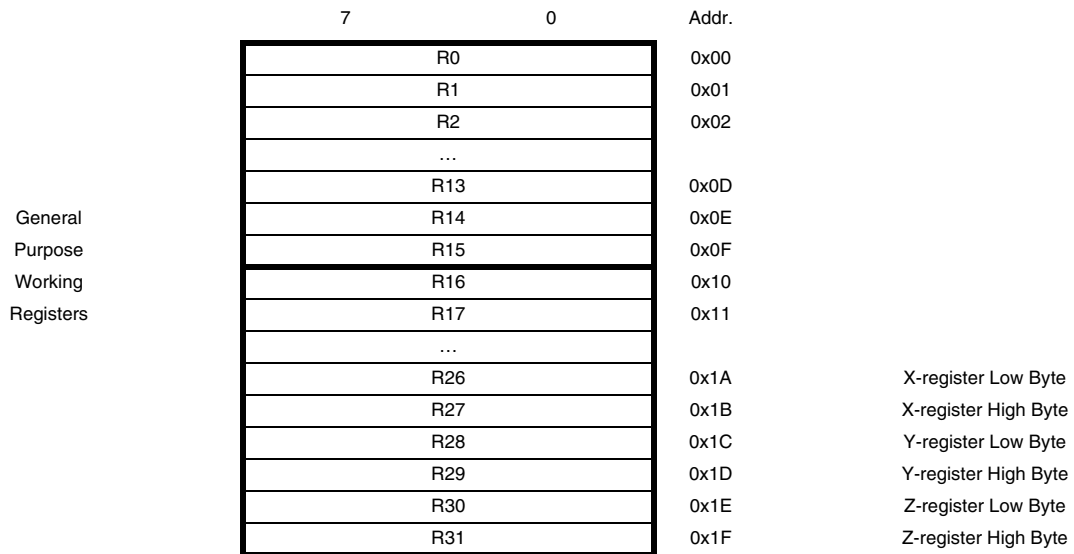 7 0 Addr.
R0 0x00
R1 0x01
R2 0x02
…
R13 0x0D
General R14 0x0E
Purpose R15 0x0F
Working R16 0x10
Registers R17 0x11
…
R26 0x1A X-register Low Byte
R27 0x1B X-register High Byte
R28 0x1C Y-register Low Byte
R29 0x1D Y-register High Byte
R30 0x1E Z-register Low Byte
R31 0x1F Z-register High Byte